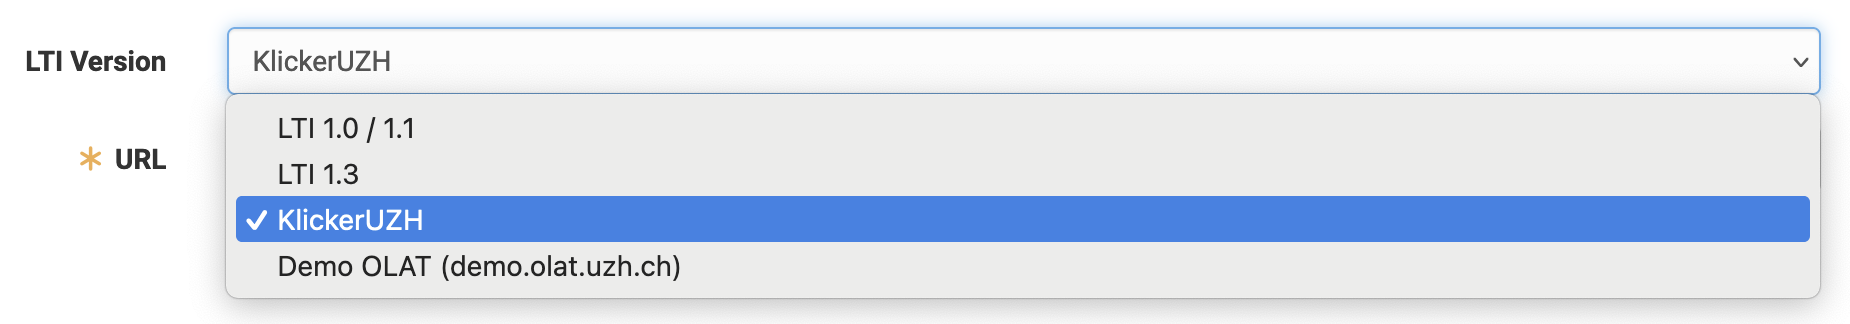 LTI Version
KlickerUZH
LTI 1.0 / 1.1
URL
LTI 1.3
KlickerUZH
Demo OLAT (demo.olat.uzh.ch)